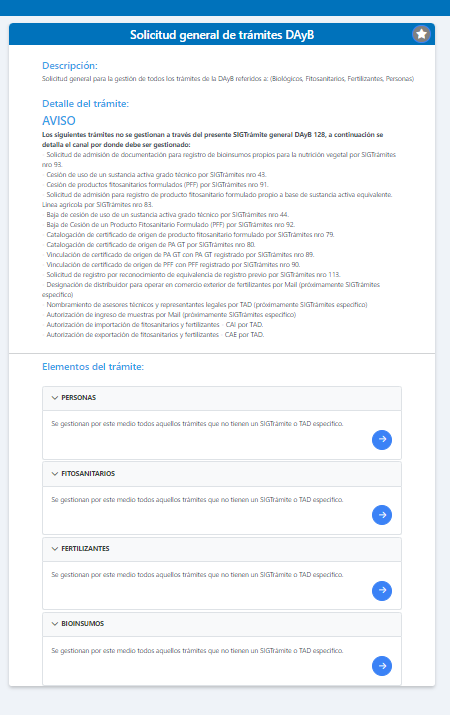 Solicitud general de trámites DAyB
Descripción:
Solicitud general para la gestión de todos los trámites de la DAyB referidos a: (Biológicos, Fitosanitarios, Fertilizantes, Personas)
Detalle del trámite:
AVISO
Los siguientes trámites no se gestionan a través del presente SIGTrámite general DAyB 128, a continuación se
detalla el canal por donde debe ser gestionado:
· Solicitud de admisión de documentación para registro de bioinsumos propios para la nutrición vegetal por SIGTrámites
nro 93.
· Cesión de uso de un sustancia activa grado técnico por SIGTrámites nro 43.
· Cesión de productos fitosanitarios formulados (PFF) por SIGTrámites nro 91.
· Solicitud de admisión para registro de producto fitosanitario formulado propio a base de sustancia activa equivalente.
Línea agrícola por SIGTrámites nro 83.
· Baja de cesión de uso de un sustancia activa grado técnico por SIGTrámites nro 44.
· Baja de Cesión de un Producto Fitosanitario Formulado (PFF) por SIGTrámites nro 92.
· Catalogación de certificado de origen de producto fitosanitario formulado por SIGTrámites nro 79.
· Catalogación de certificado de origen de PA GT por SIGTrámites nro 80.
· Vinculación de certificado de origen de PA GT con PA GT registrado por SIGTrámites nro 89.
· Vinculación de certificado de origen de PFF con PFF registrado por SIGTrámites nro 90.
· Solicitud de registro por reconocimiento de equivalencia de registro previo por SIGTrámites nro 113.
· Designación de distribuidor para operar en comercio exterior de fertilizantes por Mail (próximamente SIGTrámites
específico)
· Nombramiento de asesores técnicos y representantes legales por TAD (próximamente SIGTrámites específico)
· Autorización de ingreso de muestras por Mail (próximamente SIGTrámites específico)
· Autorización de importación de fitosanitarios y fertilizantes · CAI por TAD.
· Autorización de exportación de fitosanitarios y fertilizantes · CAE por TAD.
Elementos del trámite:
PERSONAS
Se gestionan por este medio todos aquellos trámites que no tienen un SIGTrámite o TAD específico.
FITOSANITARIOS
Se gestionan por este medio todos aquellos trámites que no tienen un SIGTrámite o TAD específico.
FERTILIZANTES
Se gestionan por este medio todos aquellos trámites que no tienen un SIGTrámite o TAD específico.
BIOINSUMOS
Se gestionan por este medio todos aquellos trámites que no tienen un SIGTrámite o TAD específico.